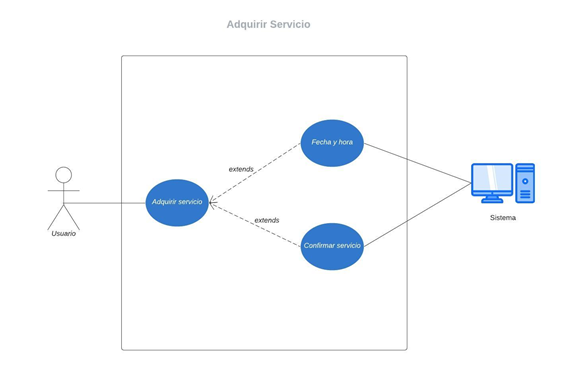 Adquirir Servicio
Fecha y hora
extends
Adquirir servicio
extends
Sistema
Usuario
Confirmar servicio